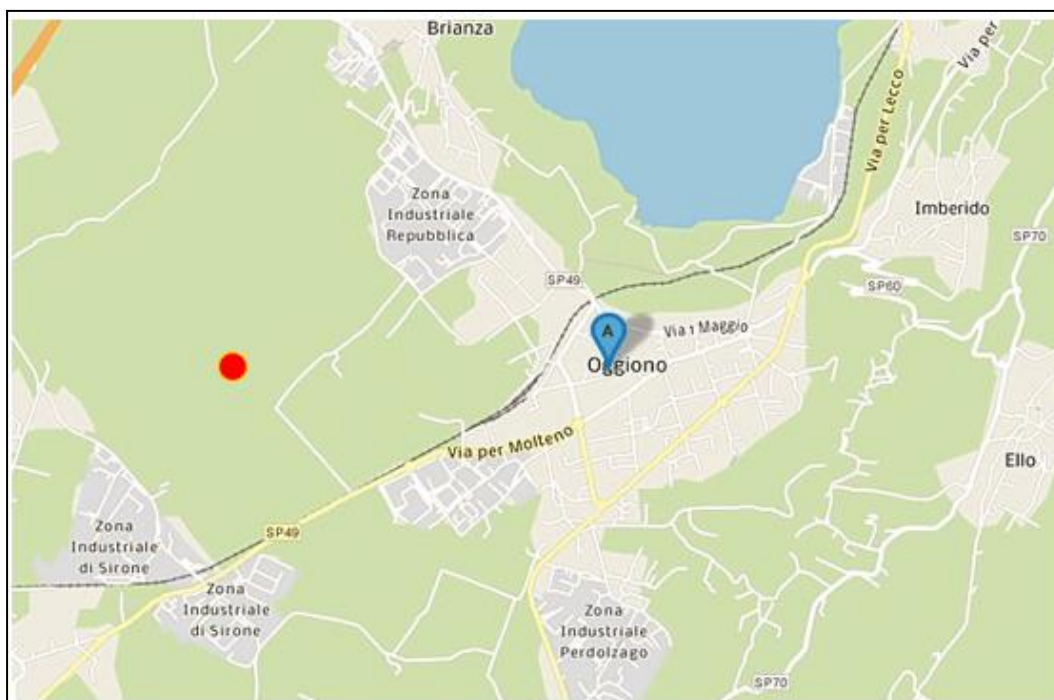 Brianza
Via per
Via per Lecco
Zona
Industriale
Repubblica
Imberido
SP70
SP49
SP60
A
Via 1 Maggio
Oggiono
Via per Molteno
Ello
SP49
Zona
Industriale
di Sirone
Zona
Industriale
di Sirone
Zona
Industriale
Perdolzago
SP70